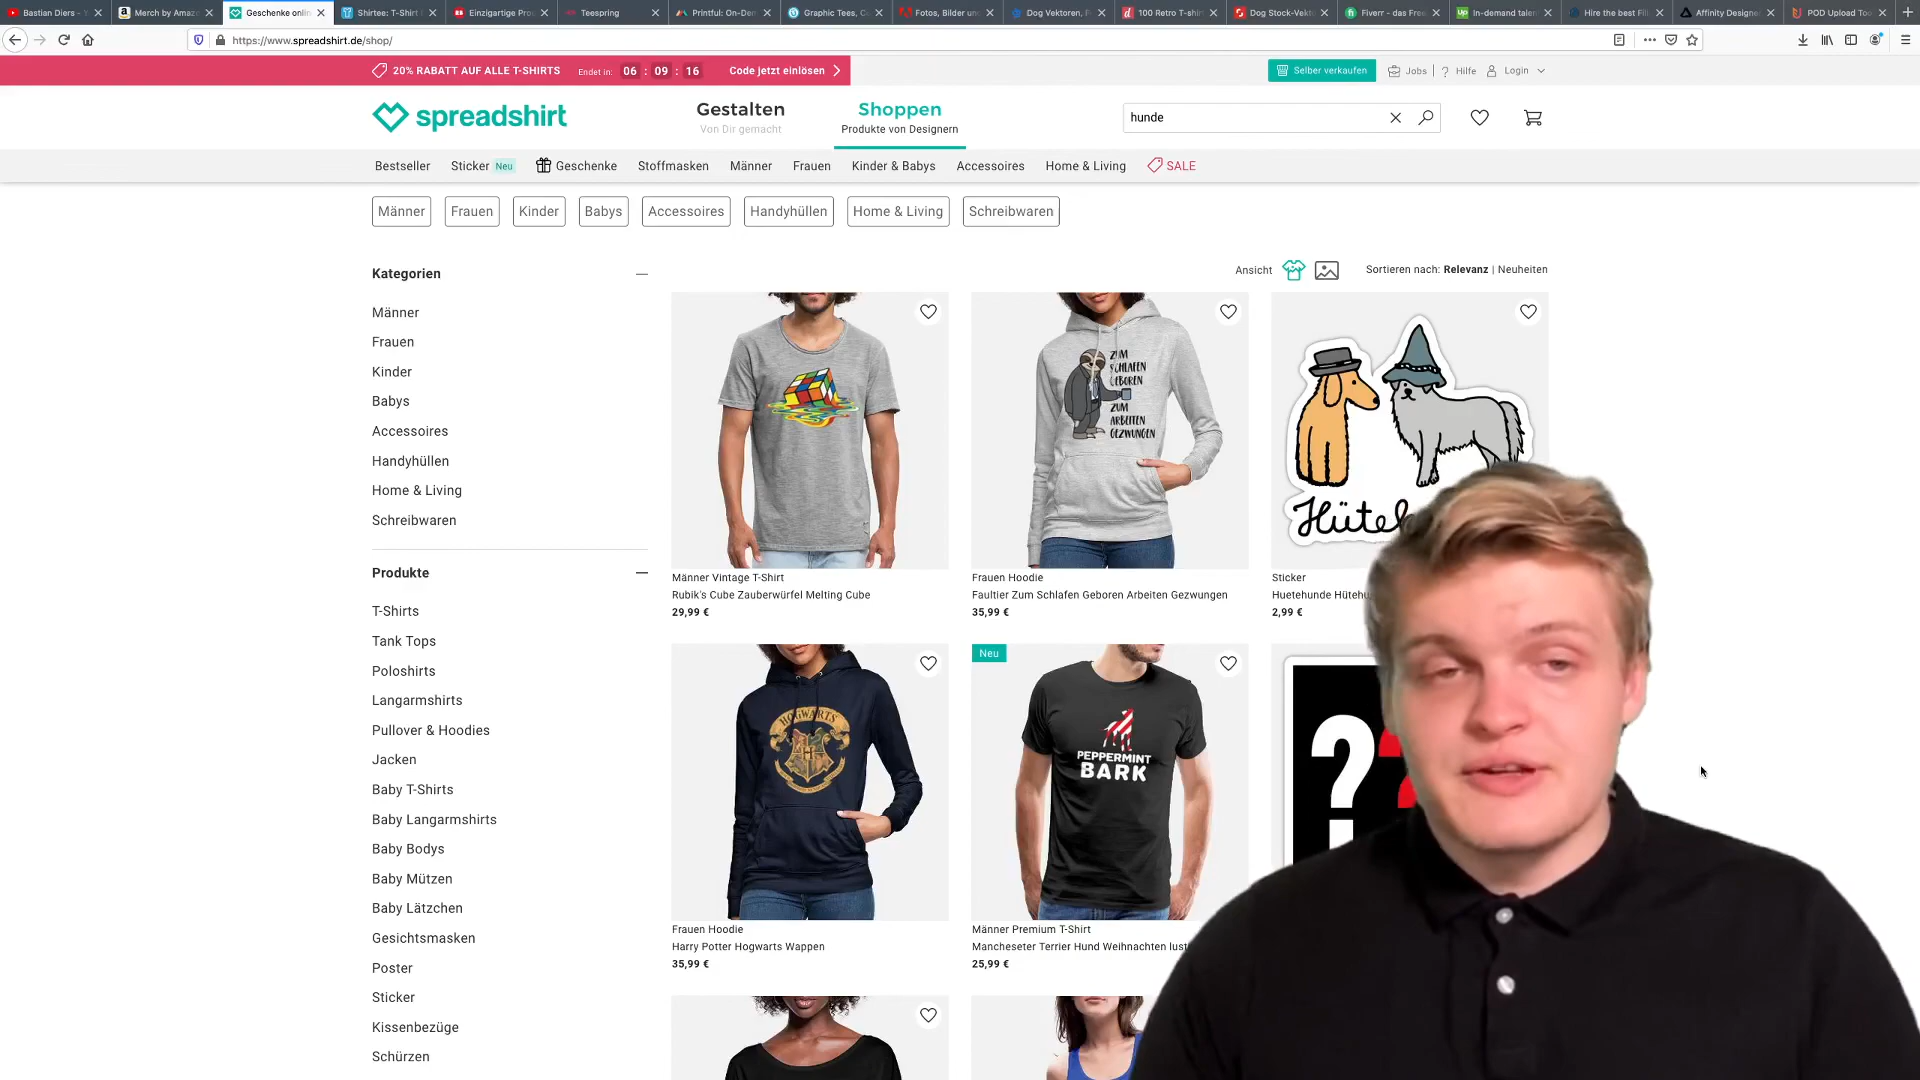 Bastian Diers - Y
Merch by Amaz
Geschenke onlin
Shirtee: T-Shirt
Einzigartige Pro
Teespring
Printful: On-Dem
Graphic Tees, C
Fotos, Bilder un
Dog Vektoren, F
100 Retro T-shir
Dog Stock-Vekt
Fiverr - das Fre
In-demand talen
Hire the best Fil
Affinity Designe
POD Upload Too
https://www.spreadshirt.de/shop/
20% RABATT AUF ALLE T-SHIRTS Endet in: 06 : 09 : 16 Code jetzt einlösen
Selber verkaufen Jobs Hilfe Login
spreadshirt
Gestalten
Von Dir gemacht
Shoppen
Produkte von Designern
hunde
Bestseller Sticker Neu Geschenke Stoffmasken Männer Frauen Kinder & Babys Accessoires Home & Living SALE
Männer Frauen Kinder Babys Accessoires Handyhüllen Home & Living Schreibwaren
Kategorien
Männer
Frauen
Kinder
Babys
Accessoires
Handyhüllen
Home & Living
Schreibwaren
Produkte
T-Shirts
Tank Tops
Poloshirts
Langarmshirts
Pullover & Hoodies
Jacken
Baby T-Shirts
Baby Langarmshirts
Baby Bodys
Baby Mützen
Baby Lätzchen
Gesichtsmasken
Poster
Sticker
Kissenbezüge
Schürzen
Ansicht Sortieren nach: Relevanz | Neuheiten
ZUM
SCHLAFEN
GEBOREN
ZUM
ARBEITEN
GEZWUNGEN
Männer Vintage T-Shirt
Rubik's Cube Zauberwürfel Melting Cube
29,99 €
Frauen Hoodie
Faultier Zum Schlafen Geboren Arbeiten Gezwungen
35,99 €
Sticker
Huetehunde Hütehu
2,99 €
HOGWARTS
Neu
PEPPERMINT
BARK
??
!
Frauen Hoodie
Harry Potter Hogwarts Wappen
35,99 €
Männer Premium T-Shirt
Mancheseter Terrier Hund Weihnachten lust
25,99 €